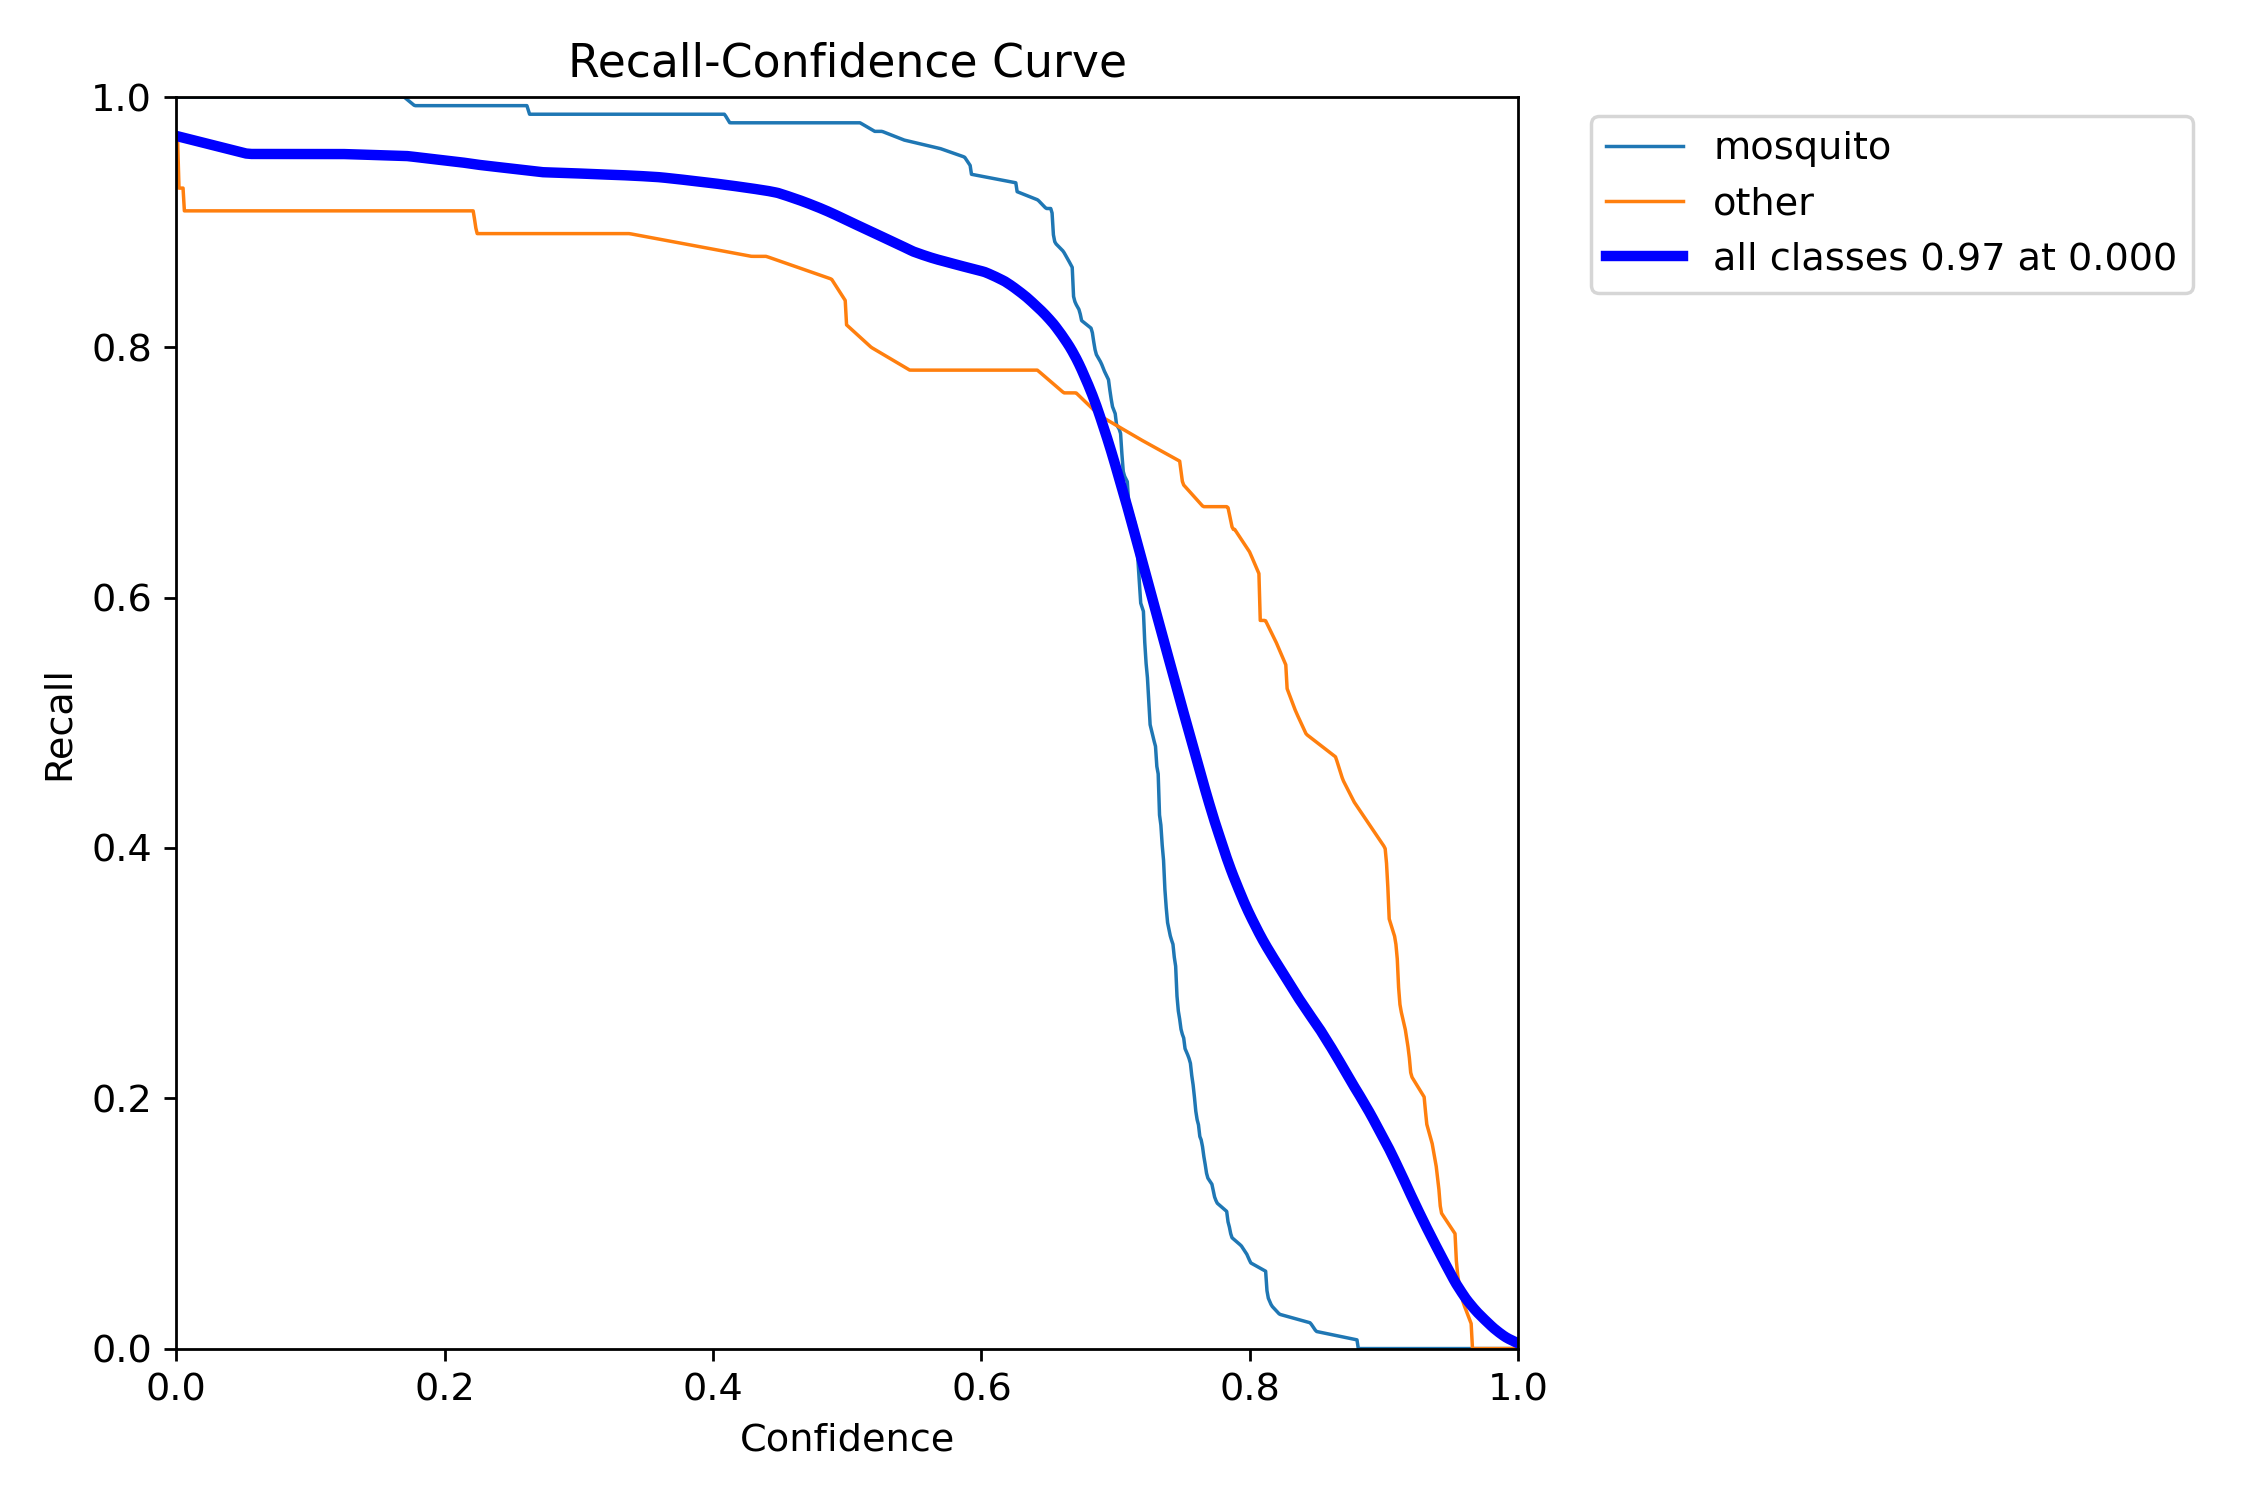 Recall-Confidence Curve
1.0
0.8
0.6
0.4
0.2
0.0
Recall
0.0 0.2 0.4 0.6 0.8 1.0
Confidence
mosquito
other
all classes 0.97 at 0.000